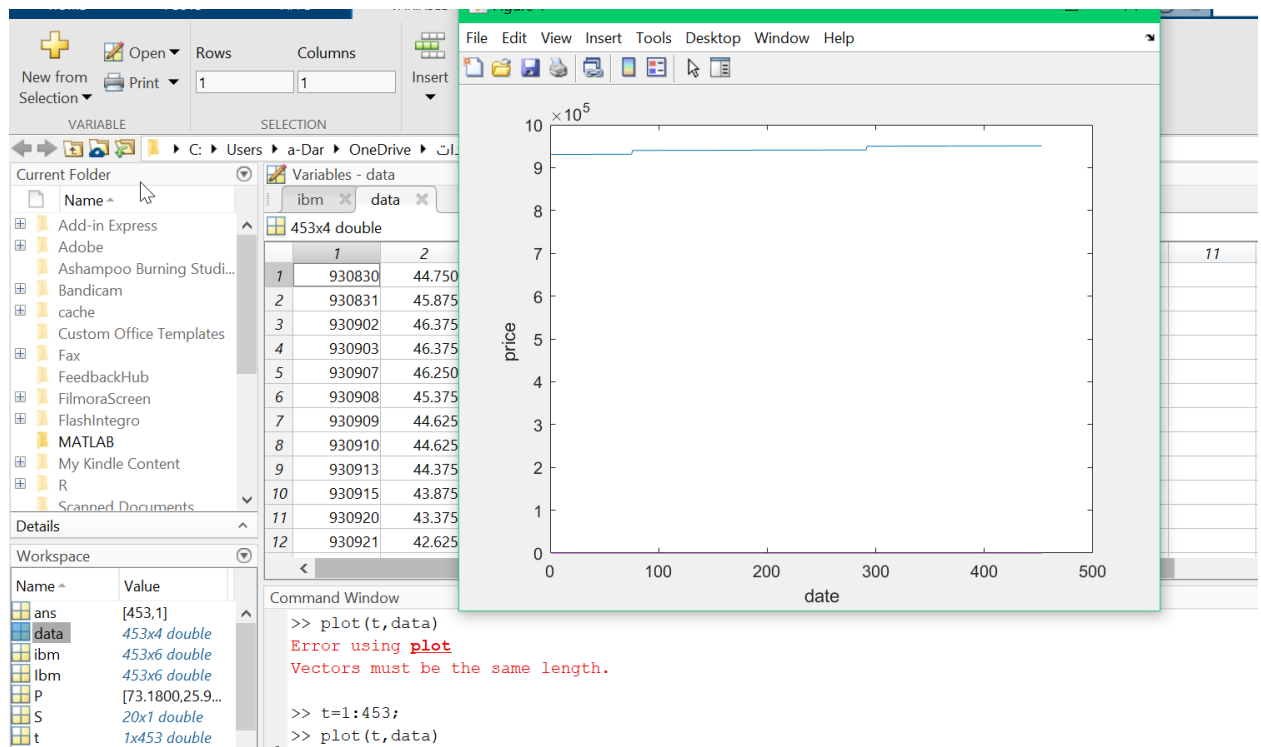 Open
Print
New from
Selection
VARIABLE
Rows
Columns
1
1
SELECTION
Insert
C: Users a-Dar OneDrive
Current Folder
Name
Add-in Express
Adobe
Ashampoo Burning Studi...
Bandicam
cache
Custom Office Templates
Fax
FeedbackHub
FilmoraScreen
FlashIntegro
MATLAB
My Kindle Content
R
Scanned Documents
Details
Workspace
Name Value
ans [453,1]
data 453x4 double
ibm 453x6 double
Ibm 453x6 double
P [73.1800,25.9...
S 20x1 double
t 1x453 double
Variables - data
ibm data
453x4 double
1 2
1 930830 44.750
2 930831 45.875
3 930902 46.375
4 930903 46.375
5 930907 46.250
6 930908 45.375
7 930909 44.625
8 930910 44.625
9 930913 44.375
10 930915 43.875
11 930920 43.375
12 930921 42.625
11
File Edit View Insert Tools Desktop Window Help
×10⁵
10
9
8
7
6
5
4
3
2
1
0
price
0 100 200 300 400 500
date
Command Window
>> plot(t,data)
Error using plot
Vectors must be the same length.
>> t=1:453;
>> plot(t,data)